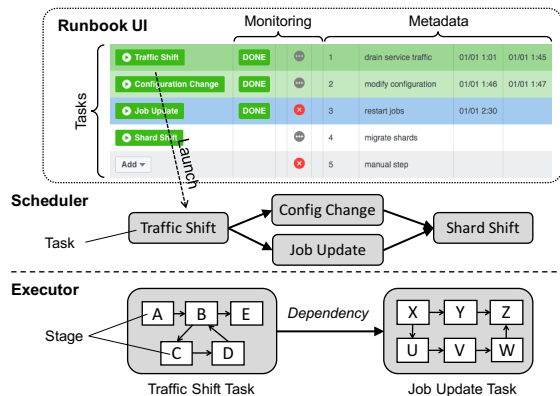 Runbook UI
Monitoring
Metadata
Tasks
Traffic Shift DONE 1 drain service traffic 01/01 1:01 01/01 1:45
Configuration Change DONE 2 modify configuration 01/01 1:46 01/01 1:47
Job Update DONE 3 restart jobs 01/01 2:30
Shard Shift 4 migrate shards
Add 5 manual step
Launch
Scheduler
Task
Traffic Shift
Config Change
Job Update
Shard Shift
Executor
Stage
A B E
C D
Dependency
X Y Z
U V W
Traffic Shift Task
Job Update Task